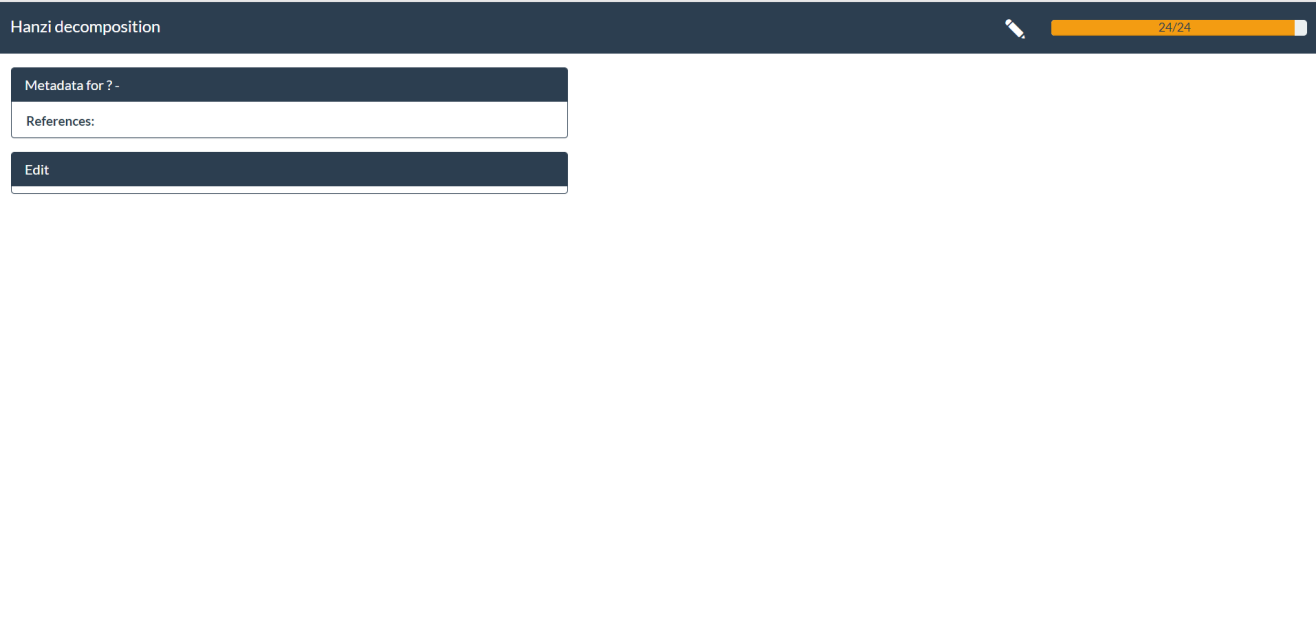 Hanzi decomposition
24/24
Metadata for ? -
References:
Edit